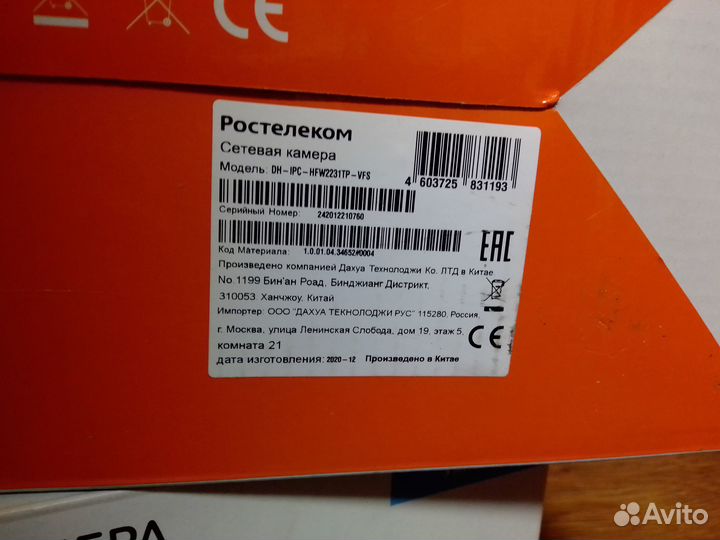 CE
Ростелеком
Сетевая камера
Модель: DH-IPC-HFW2231TP-VFS
4 603725 831193
Серийный Номер: 242012210760
Код Материала: 1.0.01.04.34652#0004
EAC
Произведено компанией Дахуа Технолоджи Ко. ЛТД в Китае
No.1199 Бин'ан Роад, Бинджианг Дистрикт,
310053 Ханчжоу. Китай
Импортер: ООО "ДАХУА ТЕКНОЛОДЖИ РУС" 115280. Россия,
г. Москва, улица Ленинская Слобода, дом 19, этаж 5,
CE
комната 21
дата изготовления: 2020-12 Произведено в Китае
Avito